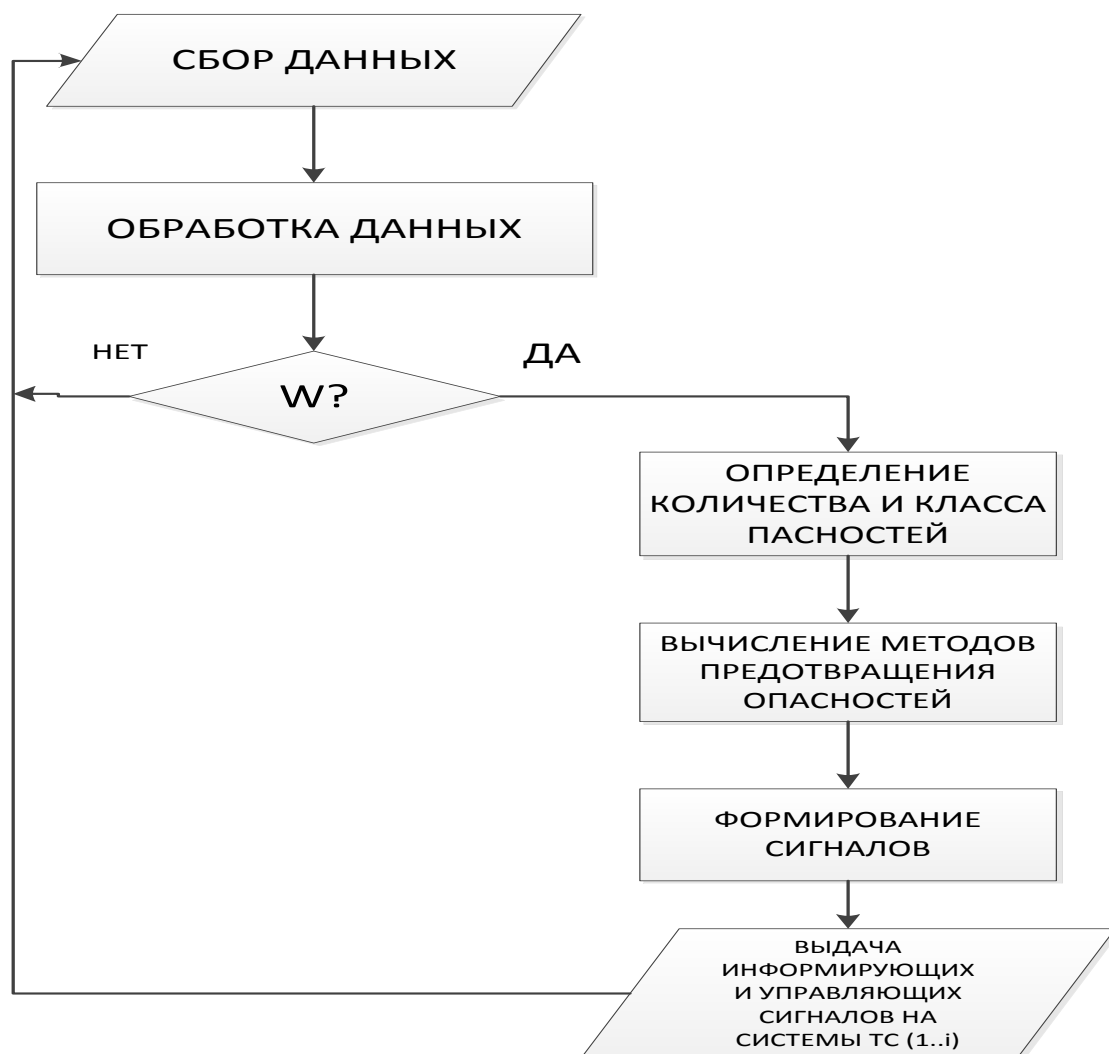 СБОР ДАННЫХ
ОБРАБОТКА ДАННЫХ
НЕТ
ДА
W?
ОПРЕДЕЛЕНИЕ
КОЛИЧЕСТВА И КЛАССА
ПАСНОСТЕЙ
ВЫЧИСЛЕНИЕ МЕТОДОВ
ПРЕДОТВРАЩЕНИЯ
ОПАСНОСТЕЙ
ФОРМИРОВАНИЕ
СИГНАЛОВ
ВЫДАЧА
ИНФОРМИРУЮЩИХ
И УПРАВЛЯЮЩИХ
СИГНАЛОВ НА
СИСТЕМЫ ТС (1..i)